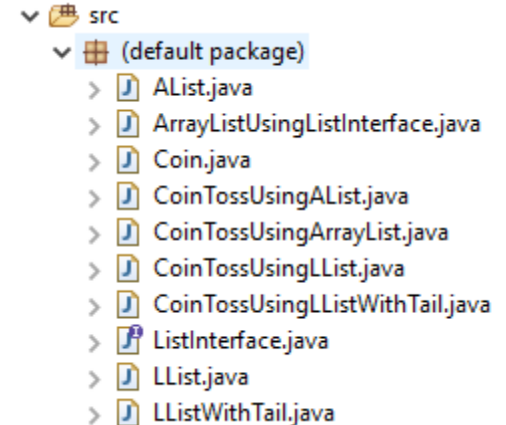 src
(default package)
AList.java
ArrayListUsingListInterface.java
Coin.java
CoinTossUsingAList.java
CoinTossUsingArrayList.java
CoinTossUsingLList.java
CoinTossUsingLListWithTail.java
ListInterface.java
LList.java
LListWithTail.java